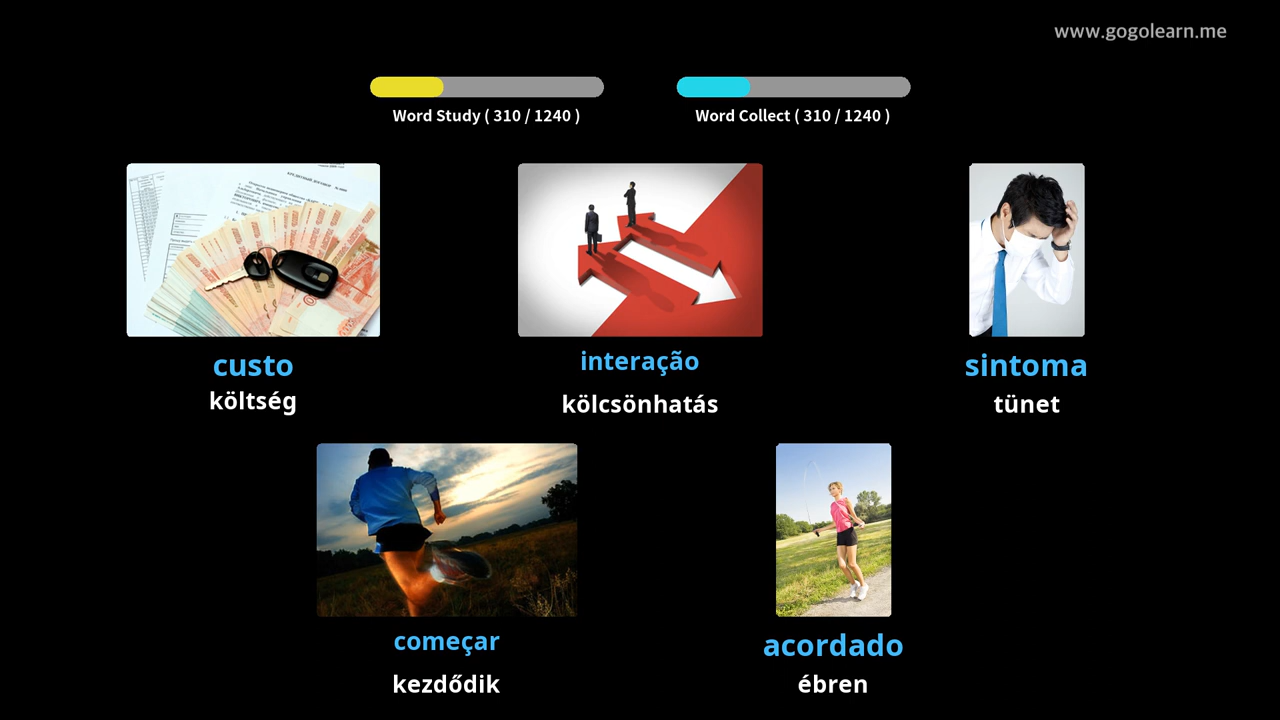 www.gogolearn.me
Word Study ( 310 / 1240 )
Word Collect ( 310 / 1240 )
custo
költség
interação
kölcsönhatás
sintoma
tünet
começar
kezdődik
acordado
ébren